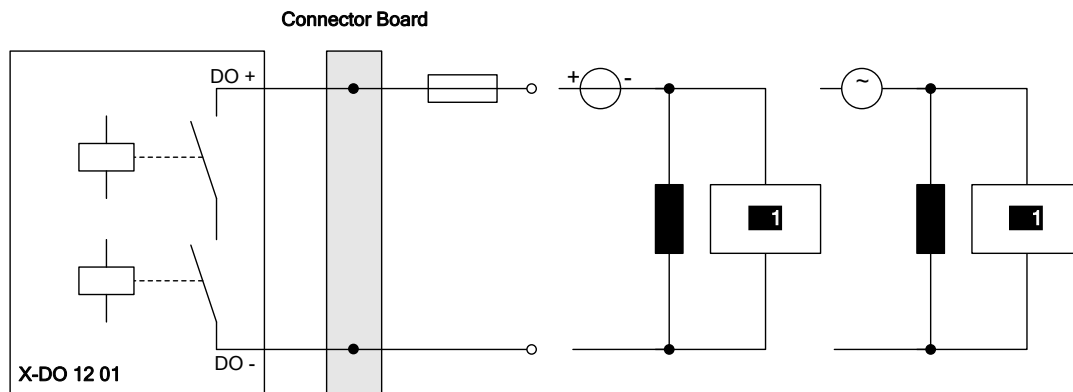 Connector Board
DO +
+ - ~
1 1
DO -
X-DO 12 01